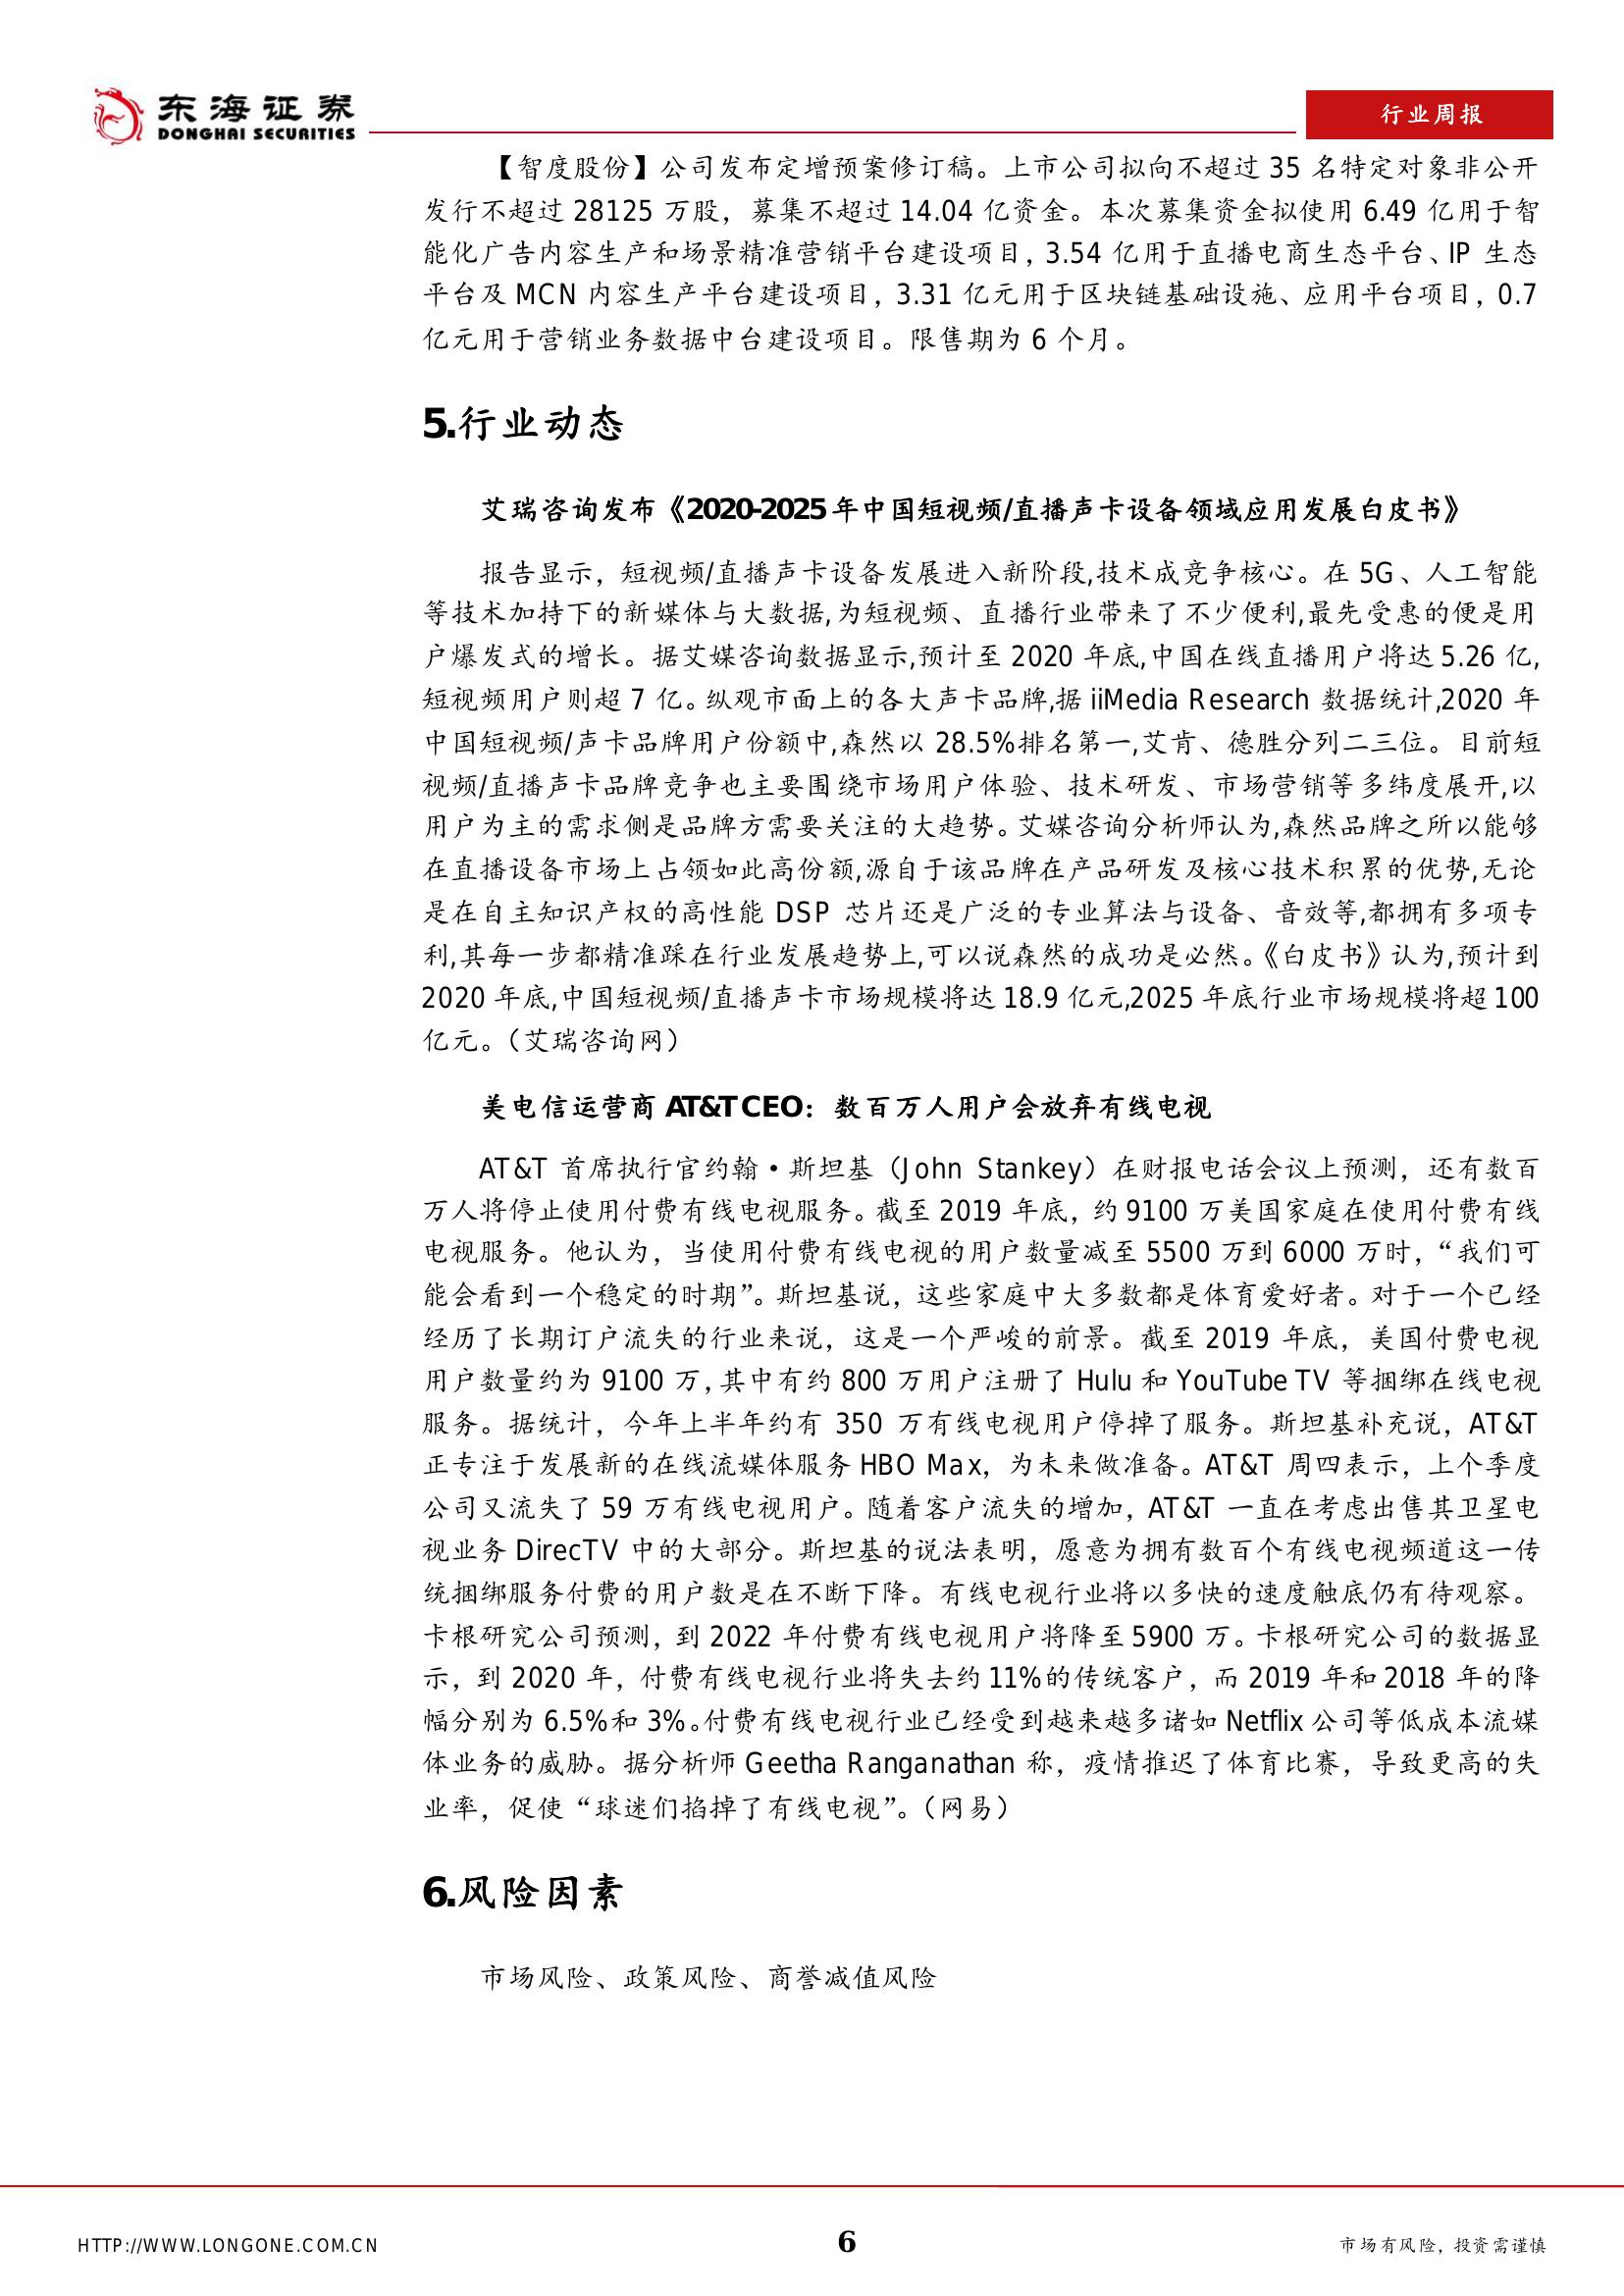 东海证券
DONGHAI SECURITIES
行业周报
【智度股份】公司发布定增预案修订稿。上市公司拟向不超过 35 名特定对象非公开
发行不超过 28125 万股，募集不超过 14.04 亿资金。本次募集资金拟使用 6.49 亿用于智
能化广告内容生产和场景精准营销平台建设项目，3.54 亿用于直播电商生态平台、IP 生态
平台及 MCN 内容生产平台建设项目，3.31 亿元用于区块链基础设施、应用平台项目，0.7
亿元用于营销业务数据中台建设项目。限售期为 6 个月。
5.行业动态
艾瑞咨询发布《2020-2025 年中国短视频/直播声卡设备领域应用发展白皮书》
报告显示，短视频/直播声卡设备发展进入新阶段,技术成竞争核心。在 5G、人工智能
等技术加持下的新媒体与大数据,为短视频、直播行业带来了不少便利,最先受惠的便是用
户爆发式的增长。据艾媒咨询数据显示,预计至 2020 年底,中国在线直播用户将达 5.26 亿,
短视频用户则超 7 亿。纵观市面上的各大声卡品牌,据 iiMedia Research 数据统计,2020 年
中国短视频/声卡品牌用户份额中,森然以 28.5%排名第一,艾肯、德胜分列二三位。目前短
视频/直播声卡品牌竞争也主要围绕市场用户体验、技术研发、市场营销等多纬度展开,以
用户为主的需求侧是品牌方需要关注的大趋势。艾媒咨询分析师认为,森然品牌之所以能够
在直播设备市场上占领如此高份额,源自于该品牌在产品研发及核心技术积累的优势,无论
是在自主知识产权的高性能 DSP 芯片还是广泛的专业算法与设备、音效等,都拥有多项专
利,其每一步都精准踩在行业发展趋势上,可以说森然的成功是必然。《白皮书》认为,预计到
2020 年底,中国短视频/直播声卡市场规模将达 18.9 亿元,2025 年底行业市场规模将超 100
亿元。（艾瑞咨询网）
美电信运营商 AT&T CEO：数百万人用户会放弃有线电视
AT&T 首席执行官约翰·斯坦基（John Stankey）在财报电话会议上预测，还有数百
万人将停止使用付费有线电视服务。截至 2019 年底，约 9100 万美国家庭在使用付费有线
电视服务。他认为，当使用付费有线电视的用户数量减至 5500 万到 6000 万时，“我们可
能会看到一个稳定的时期”。斯坦基说，这些家庭中大多数都是体育爱好者。对于一个已经
经历了长期订户流失的行业来说，这是一个严峻的前景。截至 2019 年底，美国付费电视
用户数量约为 9100 万，其中有约 800 万用户注册了 Hulu 和 YouTube TV 等捆绑在线电视
服务。据统计，今年上半年约有 350 万有线电视用户停掉了服务。斯坦基补充说，AT&T
正专注于发展新的在线流媒体服务 HBO Max，为未来做准备。AT&T 周四表示，上个季度
公司又流失了 59 万有线电视用户。随着客户流失的增加，AT&T 一直在考虑出售其卫星电
视业务 DirecTV 中的大部分。斯坦基的说法表明，愿意为拥有数百个有线电视频道这一传
统捆绑服务付费的用户数是在不断下降。有线电视行业将以多快的速度触底仍有待观察。
卡根研究公司预测，到 2022 年付费有线电视用户将降至 5900 万。卡根研究公司的数据显
示，到 2020 年，付费有线电视行业将失去约 11%的传统客户，而 2019 年和 2018 年的降
幅分别为 6.5%和 3%。付费有线电视行业已经受到越来越多诸如 Netflix 公司等低成本流媒
体业务的威胁。据分析师 Geetha Ranganathan 称，疫情推迟了体育比赛，导致更高的失
业率，促使“球迷们掐掉了有线电视”。（网易）
6.风险因素
市场风险、政策风险、商誉减值风险
HTTP://WWW.LONGONE.COM.CN
6
市场有风险，投资需谨慎